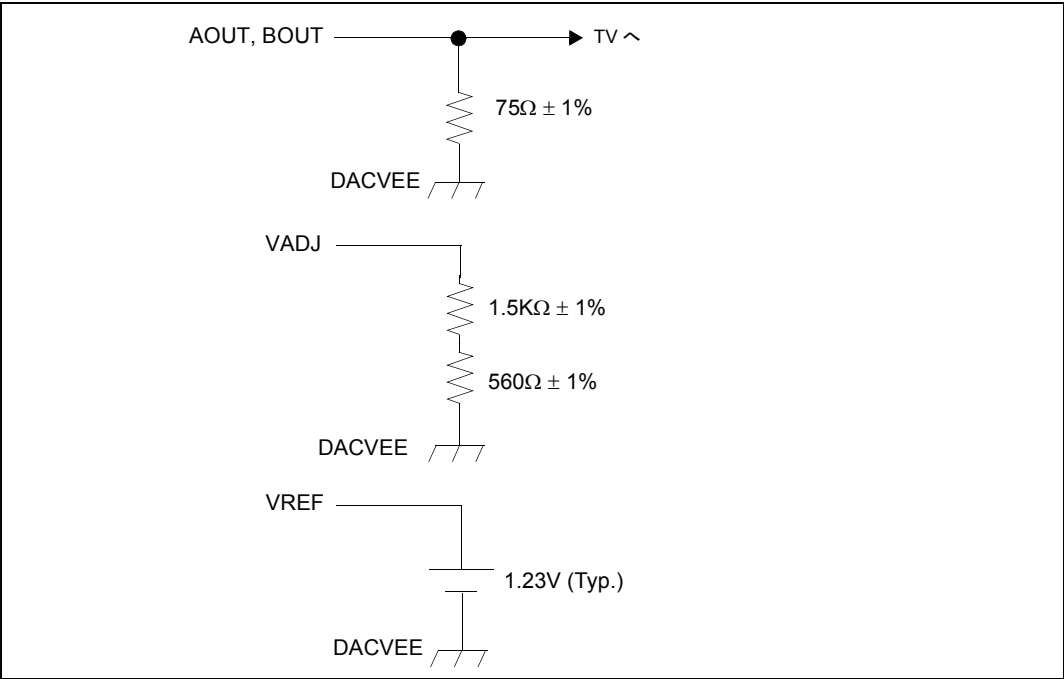 AOUT, BOUT
TV へ
75Ω ± 1%
DACVEE
VADJ
1.5KΩ ± 1%
560Ω ± 1%
DACVEE
VREF
1.23V (Typ.)
DACVEE